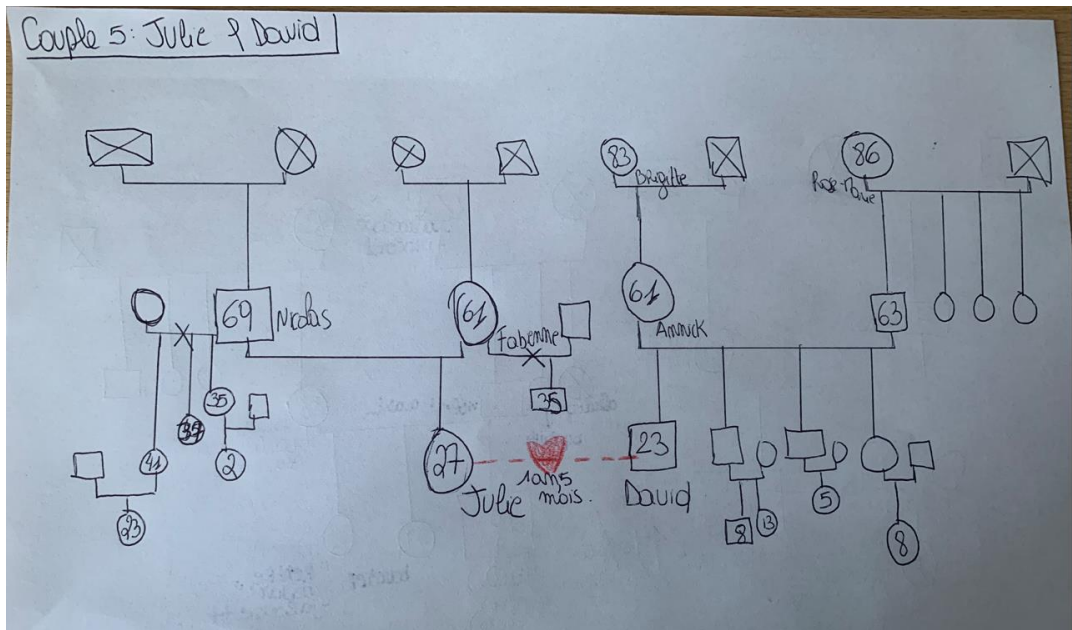 Couple 5: Julie & David
83
86
Brigitte
Rose-Marie
69
Nicolas
61
Fabienne
61
Annick
63
35
35
41
2
27
23
1 an 5
mois.
Julie
David
23
8
13
5
8